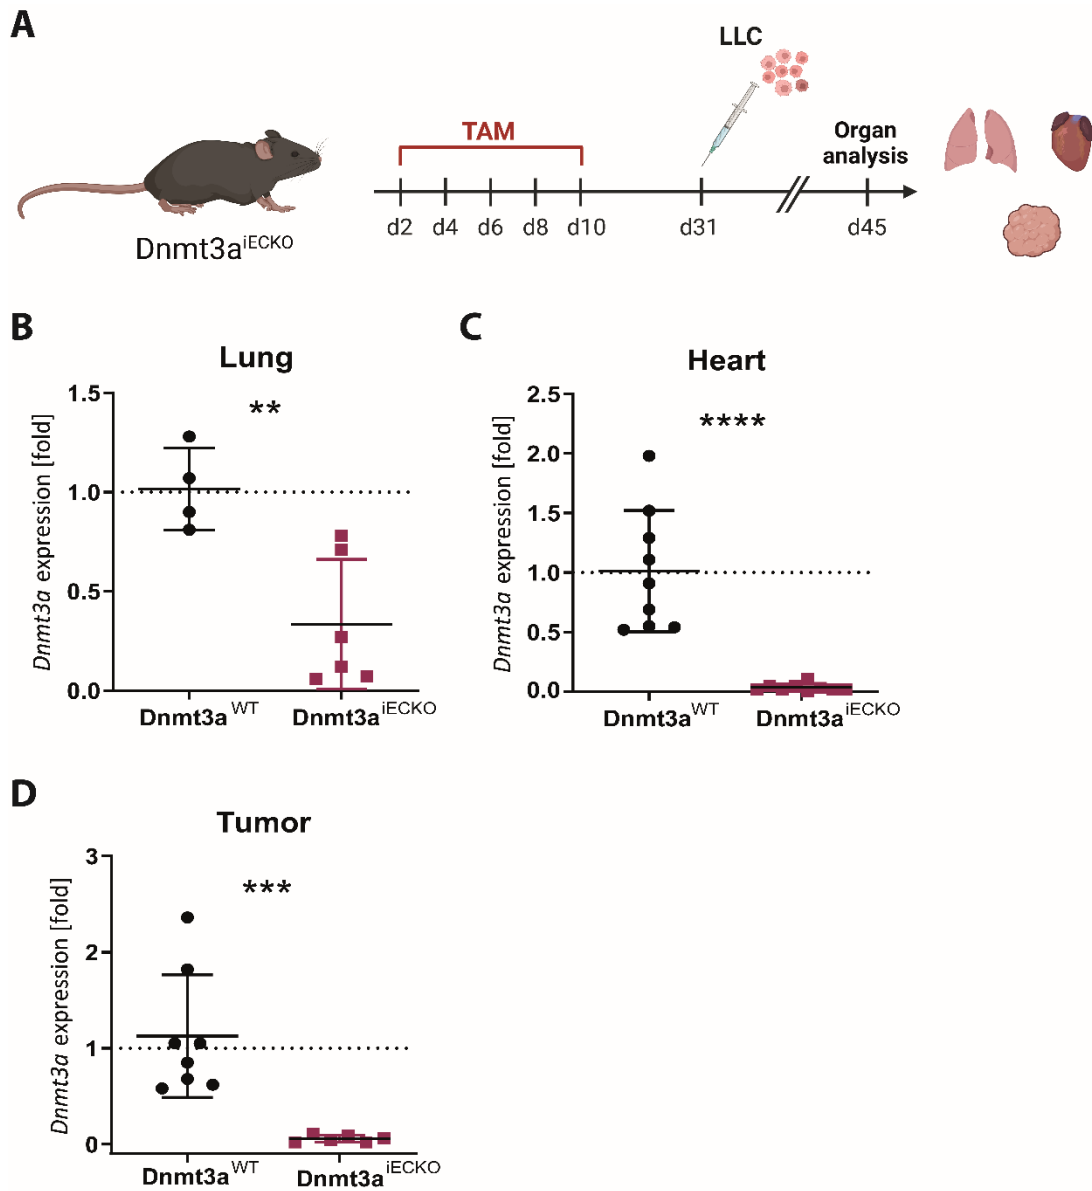 A
LLC
TAM
Organ
analysis
d2 d4 d6 d8 d10 d31 d45
Dnmt3a^iECKO
B
Lung
**
Dnmt3a expression [fold]
1.5
1.0
0.5
0.0
Dnmt3a^WT Dnmt3a^iECKO
C
Heart
****
Dnmt3a expression [fold]
2.5
2.0
1.5
1.0
0.5
0.0
Dnmt3a^WT Dnmt3a^iECKO
D
Tumor
***
Dnmt3a expression [fold]
3
2
1
0
Dnmt3a^WT Dnmt3a^iECKO